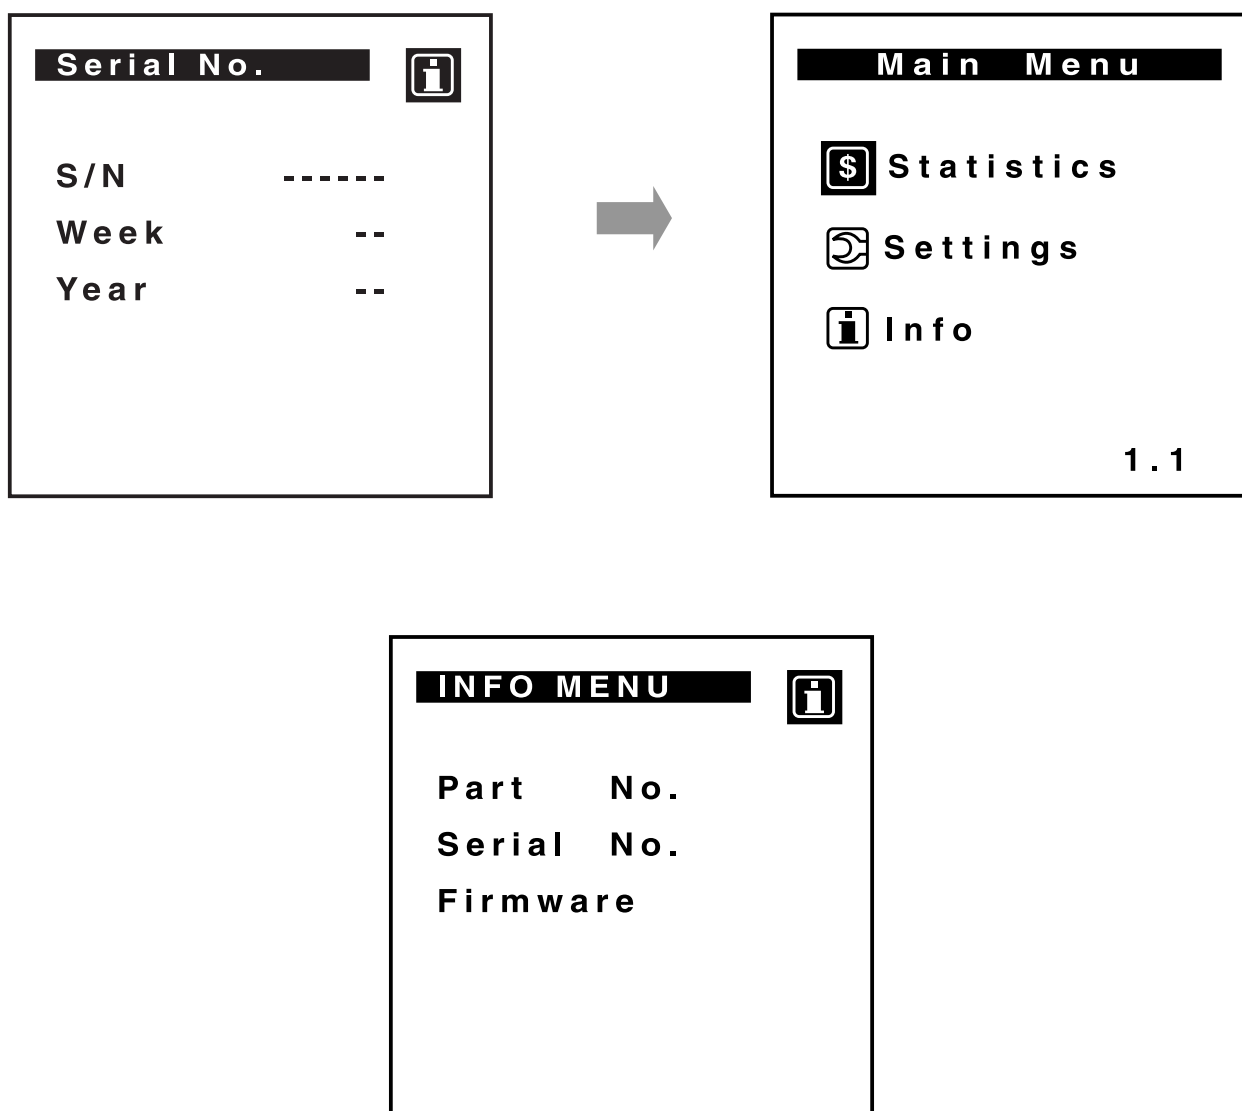 Serial No.
S/N ------
Week --
Year --
Main Menu
$ Statistics
Settings
i Info
1.1
INFO MENU
Part No.
Serial No.
Firmware